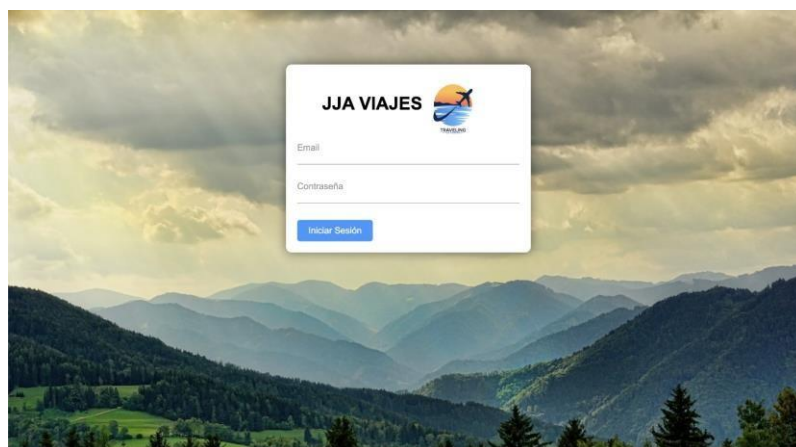 JJA VIAJES
TRAVELING
Email
Contraseña
Iniciar Sesión